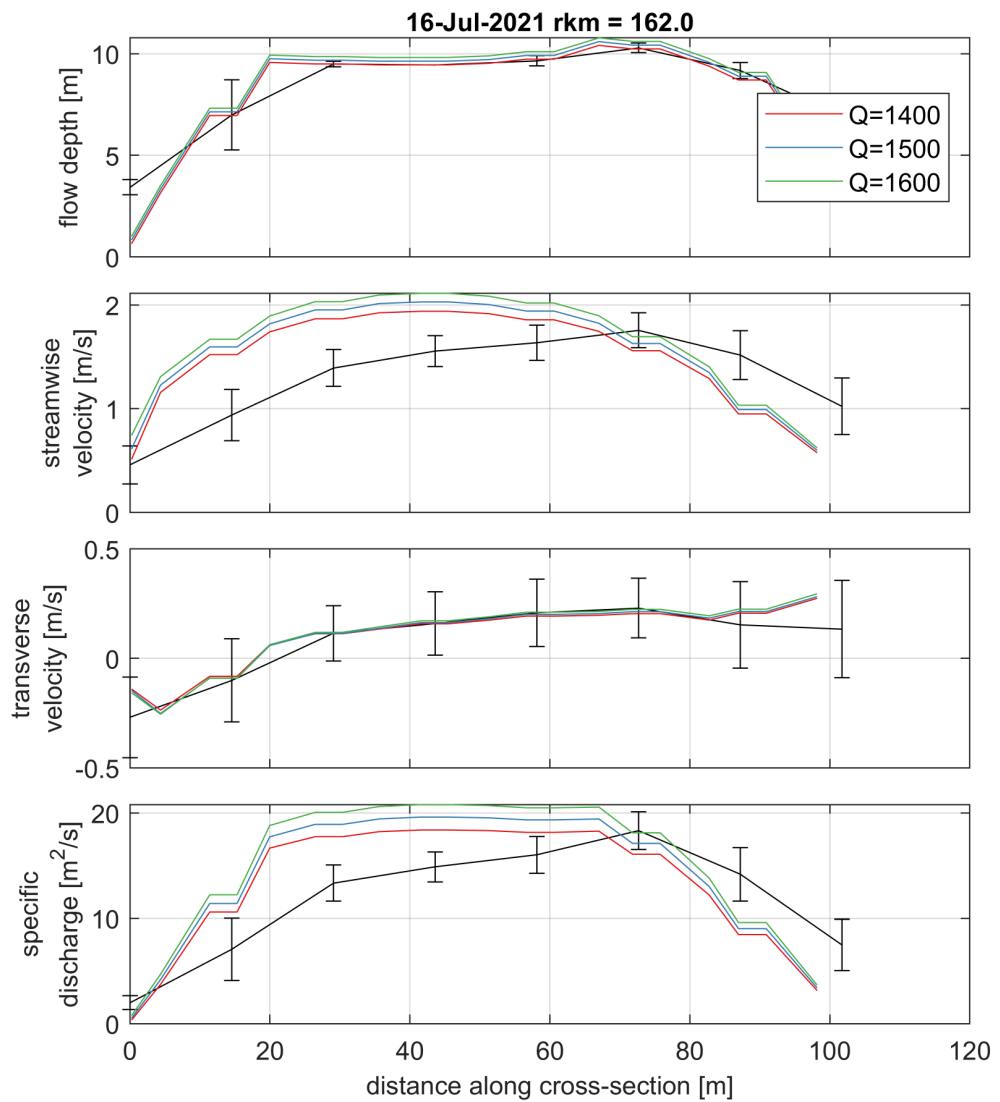 16-Jul-2021 rkm = 162.0
flow depth [m]
10
5
0
Q=1400
Q=1500
Q=1600
streamwise
velocity [m/s]
2
1
0
transverse
velocity [m/s]
0.5
0
-0.5
specific
discharge [m²/s]
20
10
0
0 20 40 60 80 100 120
distance along cross-section [m]